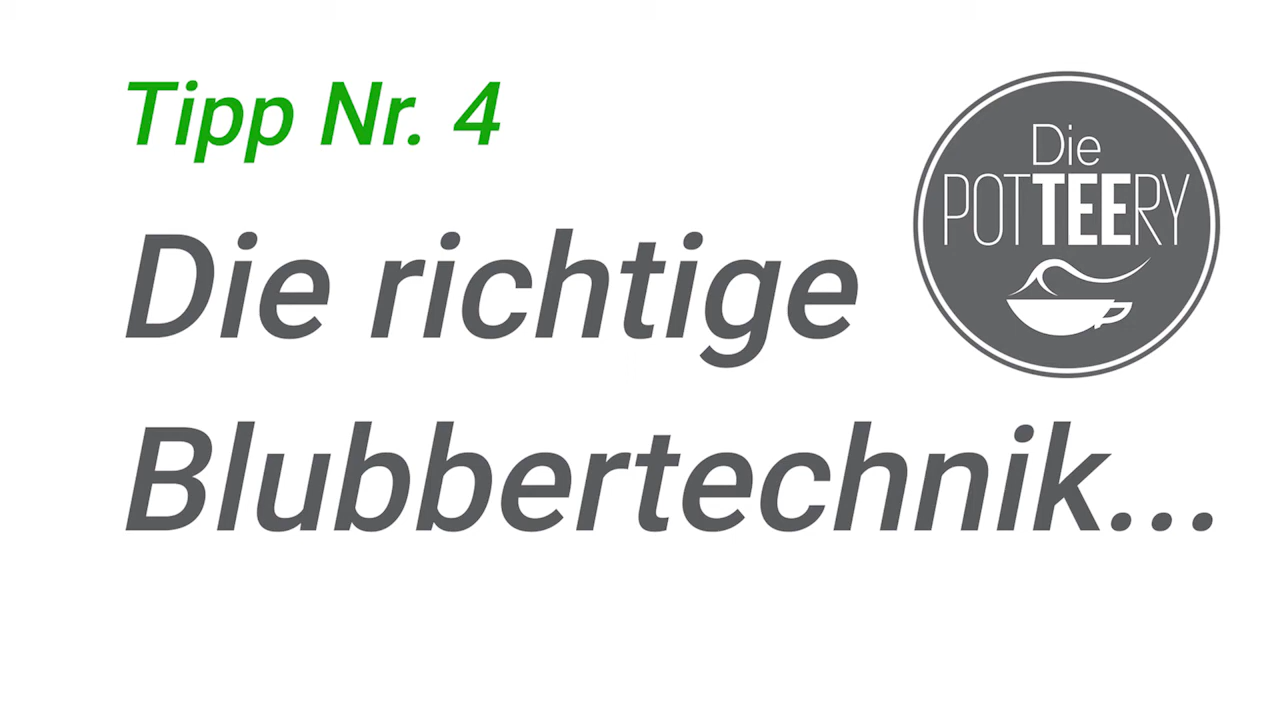 Tipp Nr. 4
Die richtige
Blubbertechnik...
Die
POTTEERY